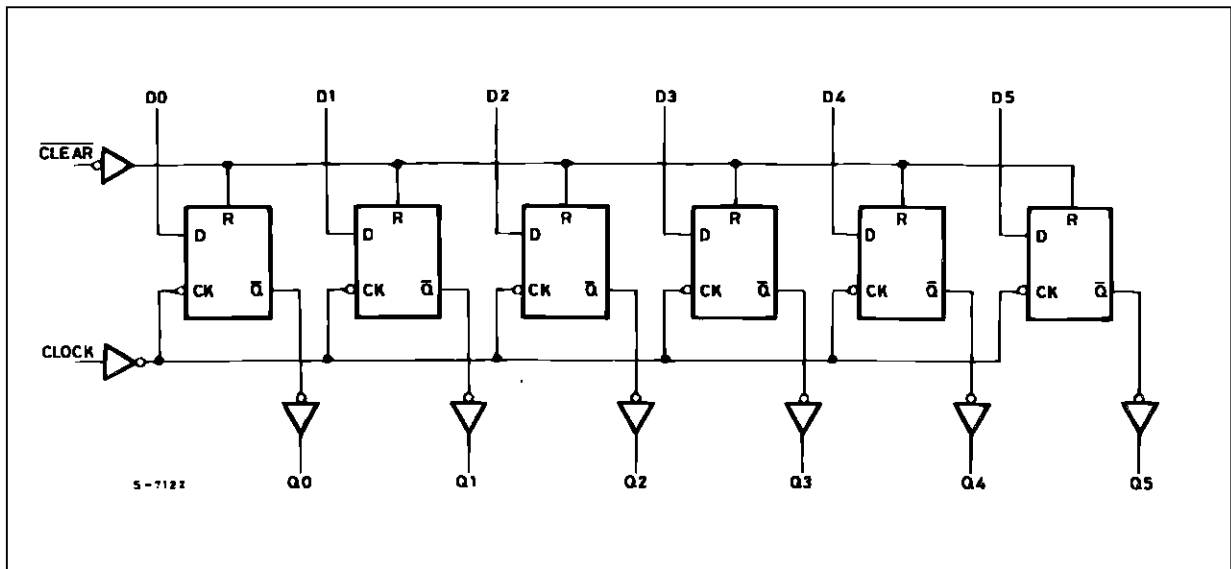 D0 D1 D2 D3 D4 D5
C̅L̅E̅A̅R̅
R R R R R R
D D D D D D
CK Q̅ CK Q̅ CK Q̅ CK Q̅ CK Q̅ CK Q̅
CLOCK
S-7122 Q0 Q1 Q2 Q3 Q4 Q5